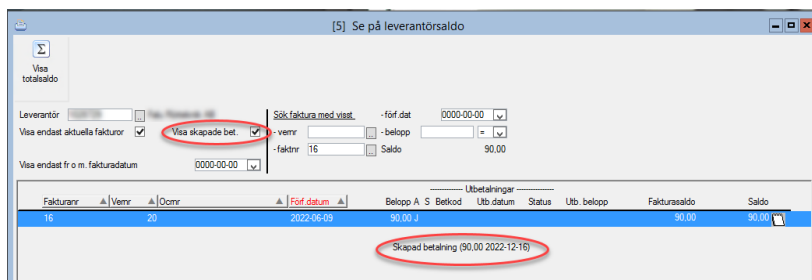 [5] Se på leverantörsaldo
Σ
Visa
totalsaldo
Leverantör
Visa endast aktuella fakturor
Visa skapade bet.
Visa endast fr o m. fakturadatum 0000-00-00
Sök faktura med visst
- förf.dat 0000-00-00
- vernr
- belopp =
- faktnr 16
Saldo 90,00
------------- Utbetalningar -------------
Fakturanr Vernr Ocrnr Förf.datum Belopp A S Betkod Utb.datum Status Utb. belopp Fakturasaldo Saldo
16 20 2022-06-09 90,00 J 90,00 90,00
Skapad betalning (90,00 2022-12-16)